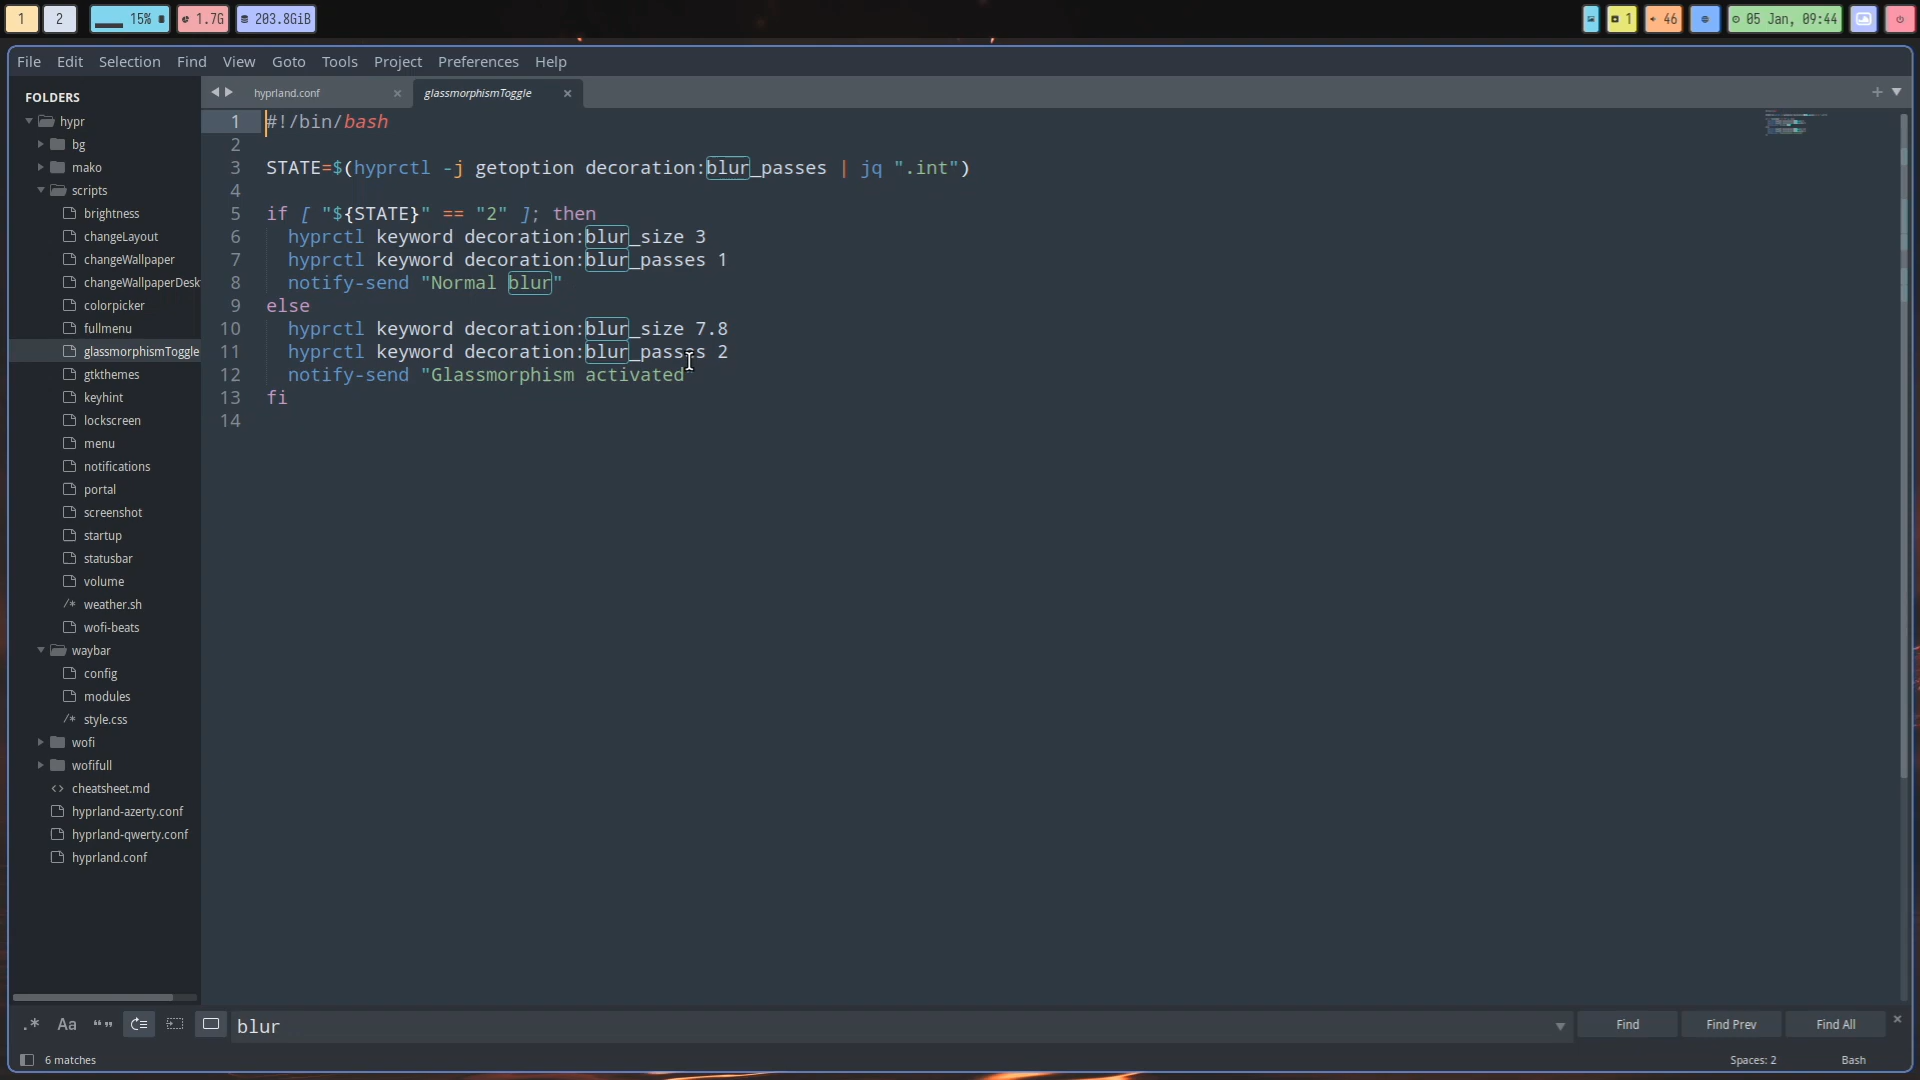 1
2
15%
1.7G
203.8GiB
1
46
05 Jan, 09:44
File Edit Selection Find View Goto Tools Project Preferences Help
FOLDERS
hypr
bg
mako
scripts
brightness
changeLayout
changeWallpaper
changeWallpaperDesk
colorpicker
fullmenu
glassmorphismToggle
gtkthemes
keyhint
lockscreen
menu
notifications
portal
screenshot
startup
statusbar
volume
/* weather.sh
wofi-beats
waybar
config
modules
/* style.css
wofi
wofifull
<> cheatsheet.md
hyprland-azerty.conf
hyprland-qwerty.conf
hyprland.conf
hyprland.conf ×
glassmorphismToggle ×
+
1 #!/bin/bash
2
3 STATE=$(hyprctl -j getoption decoration:blur_passes | jq ".int")
4
5 if [ "${STATE}" == "2" ]; then
6 hyprctl keyword decoration:blur_size 3
7 hyprctl keyword decoration:blur_passes 1
8 notify-send "Normal blur"
9 else
10 hyprctl keyword decoration:blur_size 7.8
11 hyprctl keyword decoration:blur_passes 2
12 notify-send "Glassmorphism activated"
13 fi
14
.* Aa “” blur Find Find Prev Find All ×
6 matches Spaces: 2 Bash